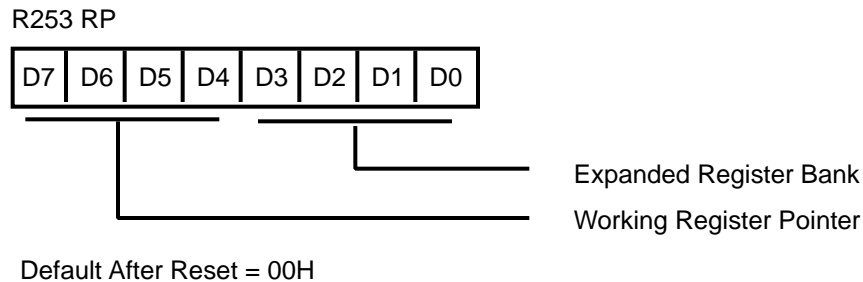 R253 RP
D7 D6 D5 D4 D3 D2 D1 D0
Expanded Register Bank
Working Register Pointer
Default After Reset = 00H